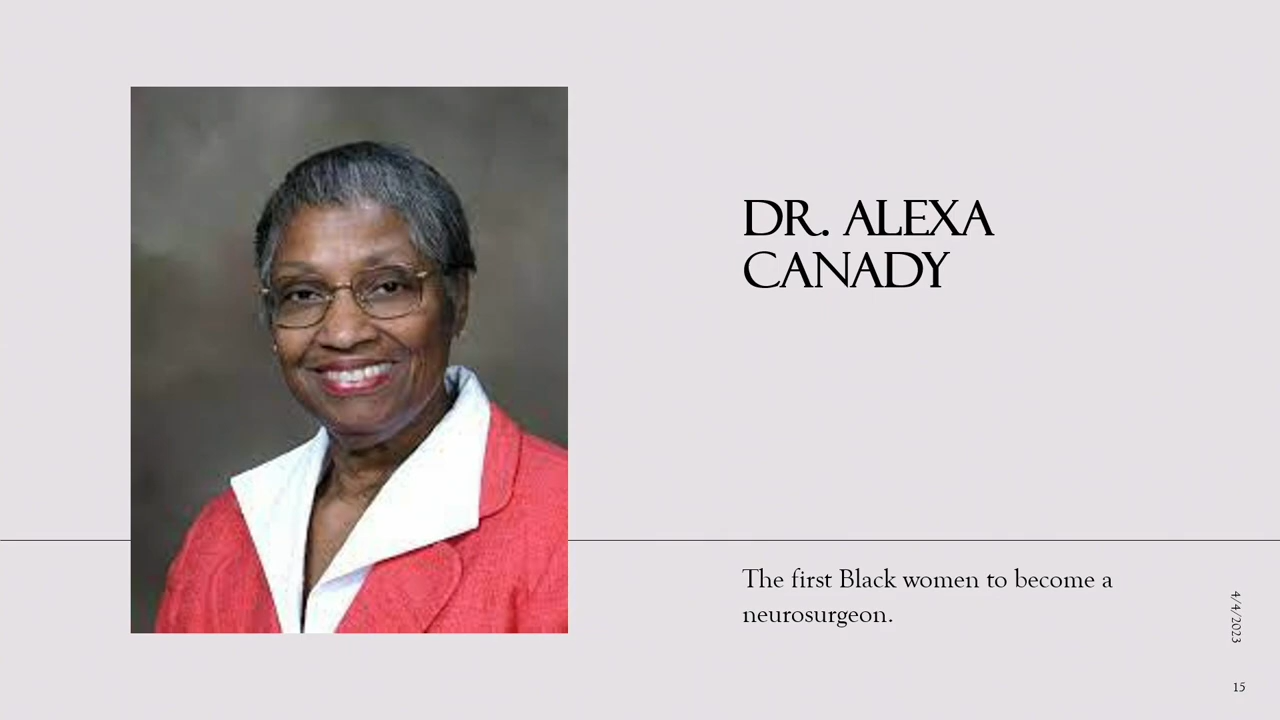 DR. ALEXA
CANADY
The first Black women to become a
neurosurgeon.
4/4/2023
15